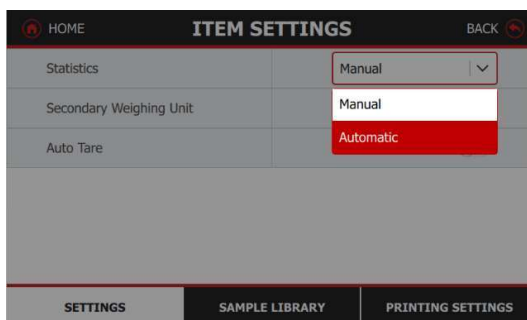 HOME ITEM SETTINGS BACK
Statistics Manual
Secondary Weighing Unit Manual
Auto Tare Automatic
SETTINGS SAMPLE LIBRARY PRINTING SETTINGS